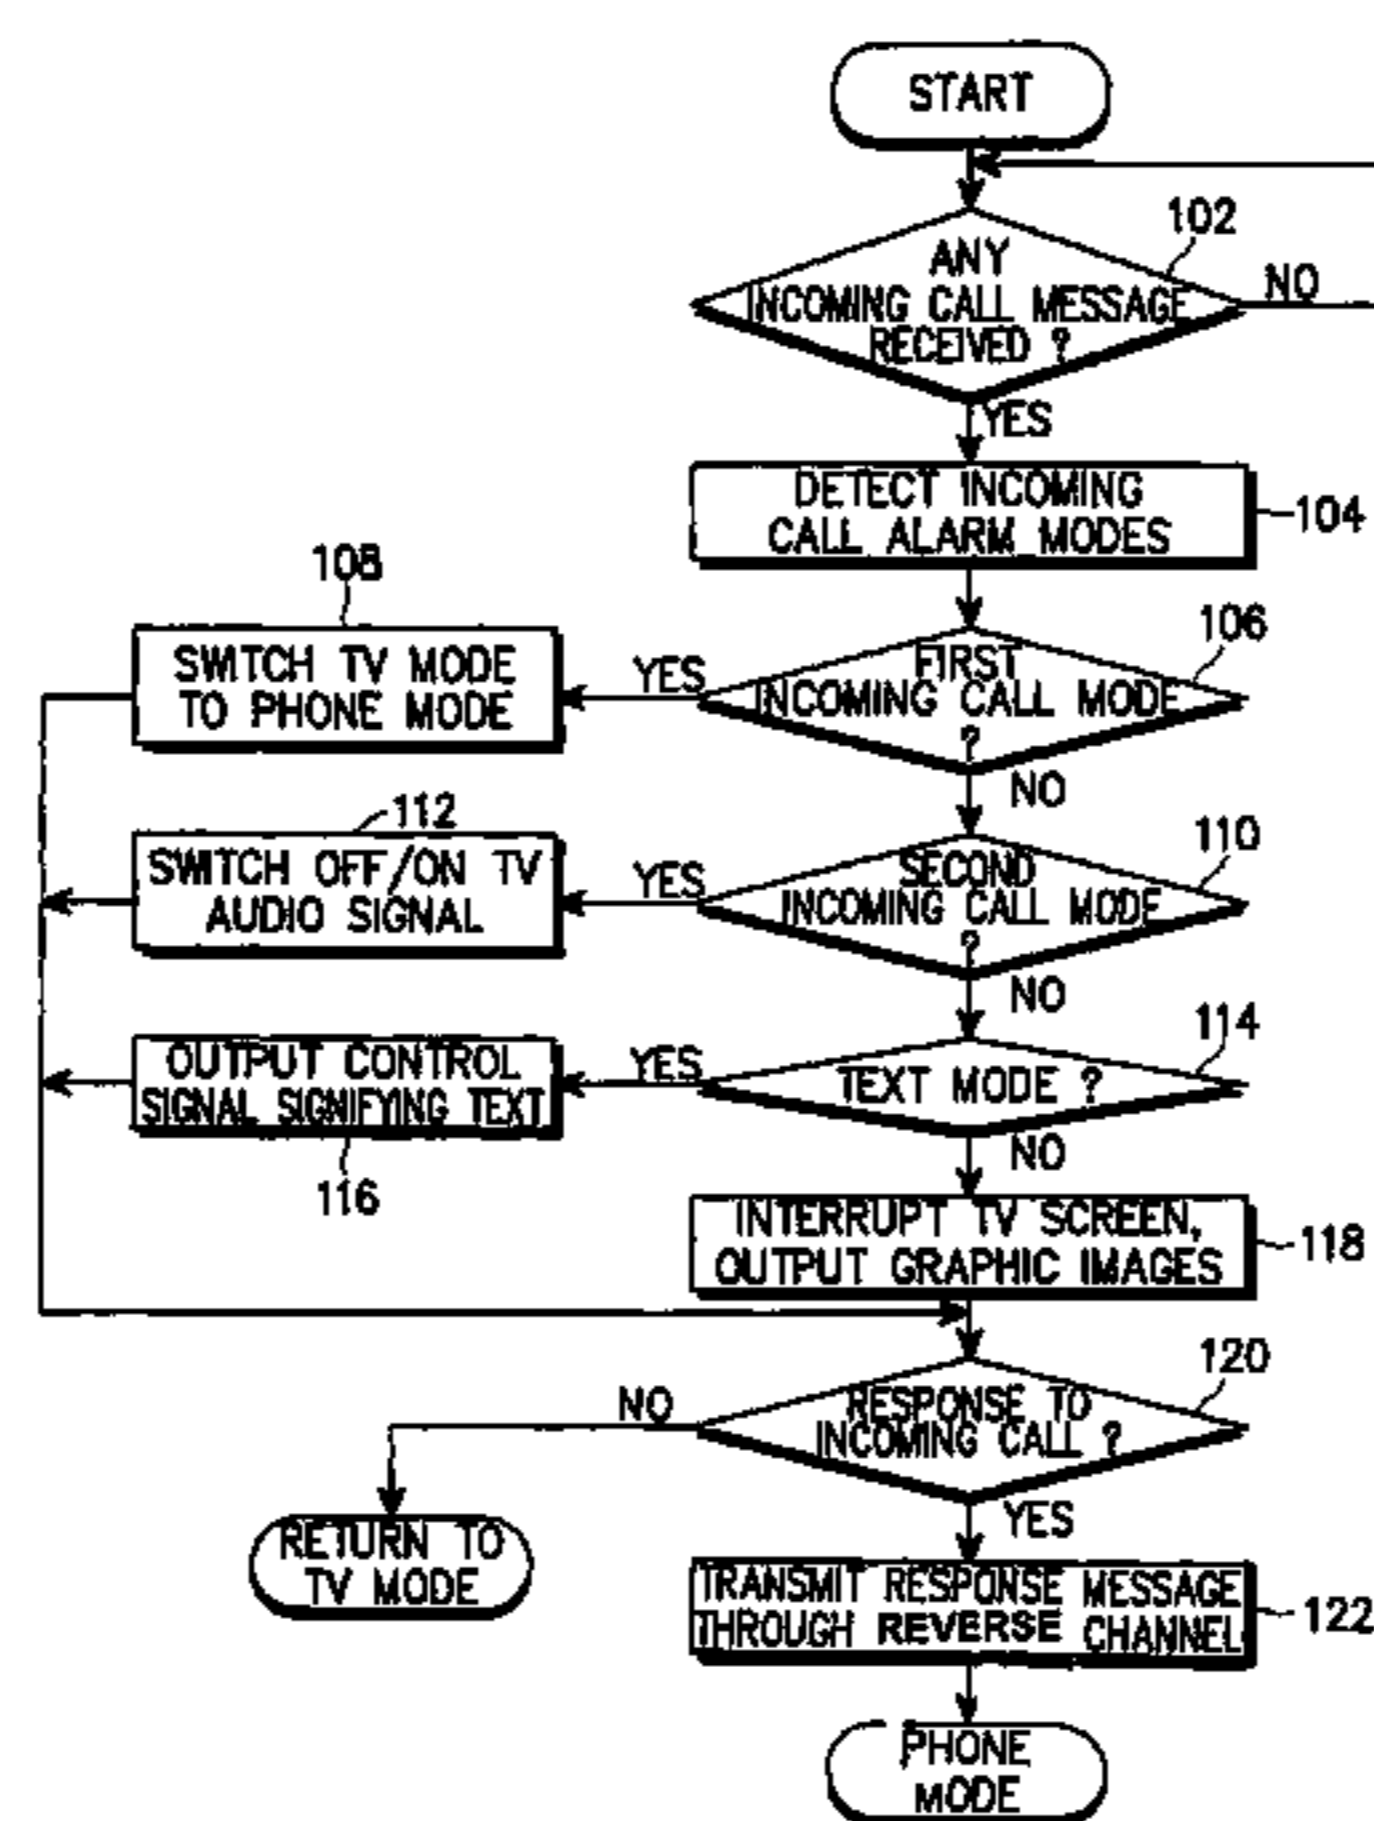 START
102
ANY
INCOMING CALL MESSAGE
RECEIVED ?
NO
YES
DETECT INCOMING
CALL ALARM MODES
104
108
SWITCH TV MODE
TO PHONE MODE
YES
106
FIRST
INCOMING CALL MODE
?
NO
112
SWITCH OFF/ON TV
AUDIO SIGNAL
YES
110
SECOND
INCOMING CALL MODE
?
NO
OUTPUT CONTROL
SIGNAL SIGNIFYING TEXT
116
YES
114
TEXT MODE ?
NO
INTERRUPT TV SCREEN,
OUTPUT GRAPHIC IMAGES
118
120
RESPONSE TO
INCOMING CALL ?
NO
YES
RETURN TO
TV MODE
TRANSMIT RESPONSE MESSAGE
THROUGH REVERSE CHANNEL
122
PHONE
MODE